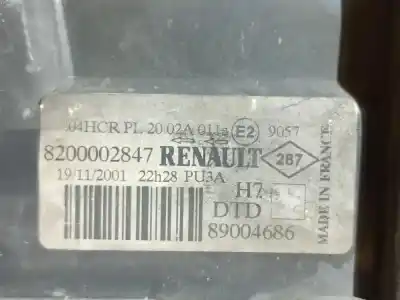 04HCR PL 20 02A 011a E2 9057
8200002847 RENAULT 287
19/11/2001 22h28 PU3A
H7
DTD
89004686
MADE IN FRANCE